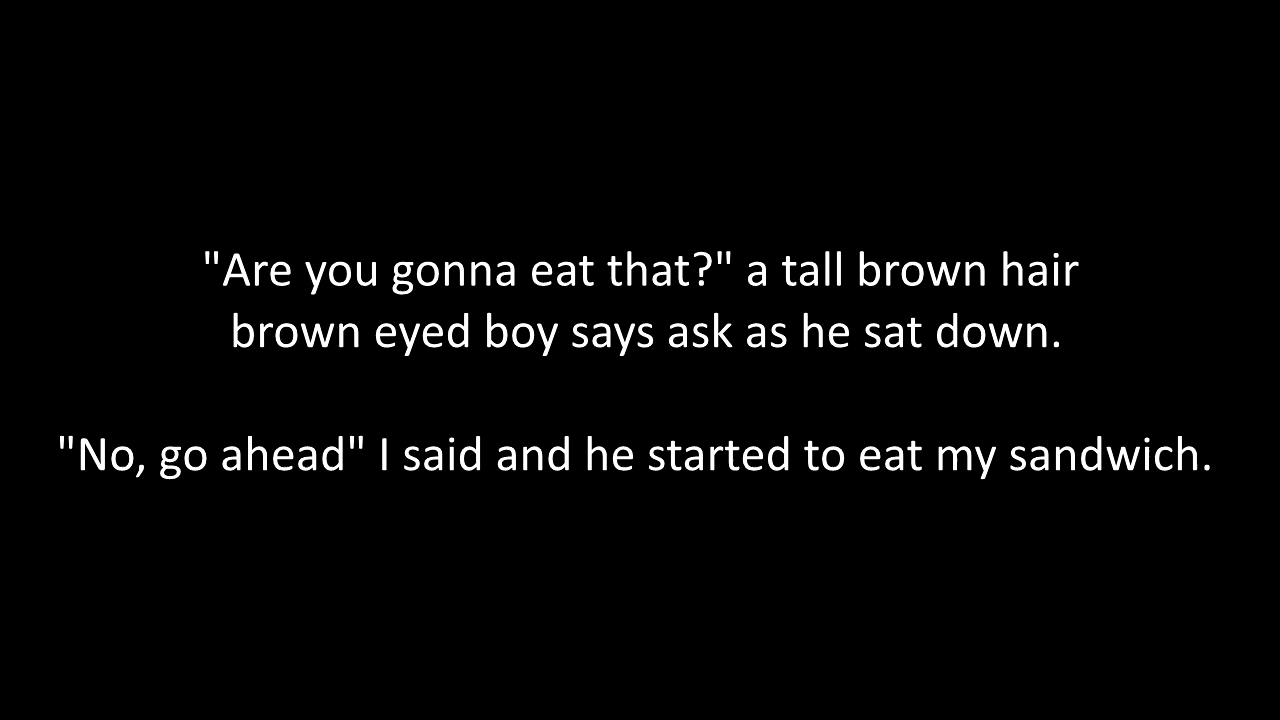 "Are you gonna eat that?" a tall brown hair
brown eyed boy says ask as he sat down.
"No, go ahead" I said and he started to eat my sandwich.